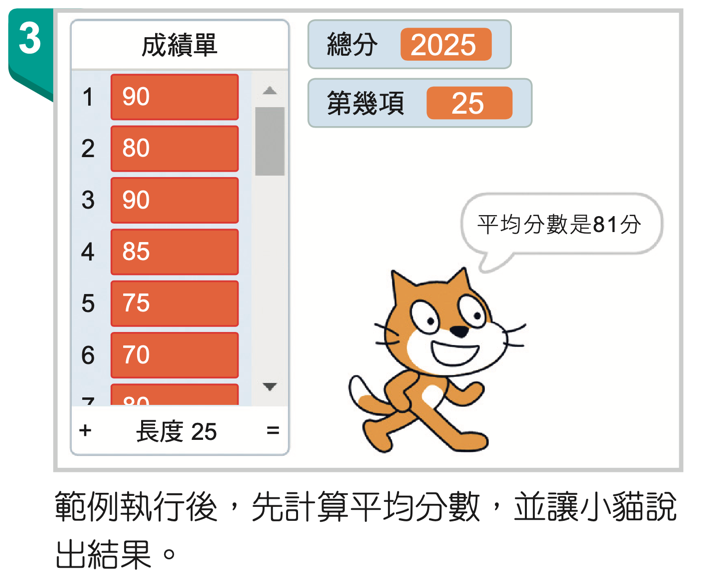 3
成績單
1 90
2 80
3 90
4 85
5 75
6 70
7 80
+ 長度 25 =
總分 2025
第幾項 25
平均分數是81分
範例執行後，先計算平均分數，並讓小貓說
出結果。